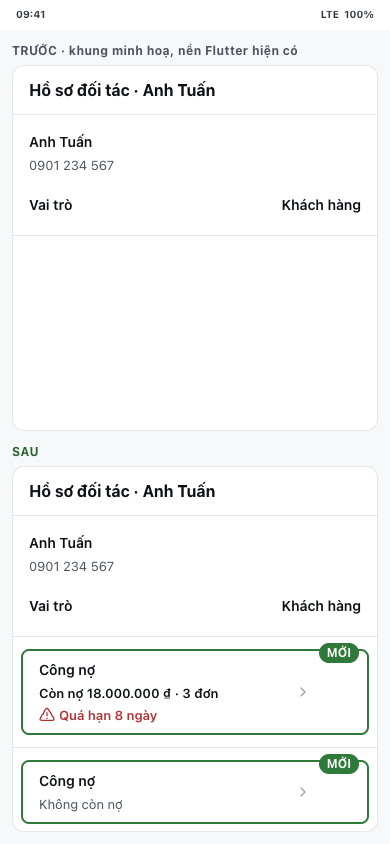 09:41
LTE 100%
TRƯỚC · khung minh hoạ, nền Flutter hiện có
Hồ sơ đối tác · Anh Tuấn
Anh Tuấn
0901 234 567
Vai trò
Khách hàng
SAU
Hồ sơ đối tác · Anh Tuấn
Anh Tuấn
0901 234 567
Vai trò
Khách hàng
MỚI
Công nợ
Còn nợ 18.000.000 ₫ · 3 đơn
Quá hạn 8 ngày
MỚI
Công nợ
Không còn nợ